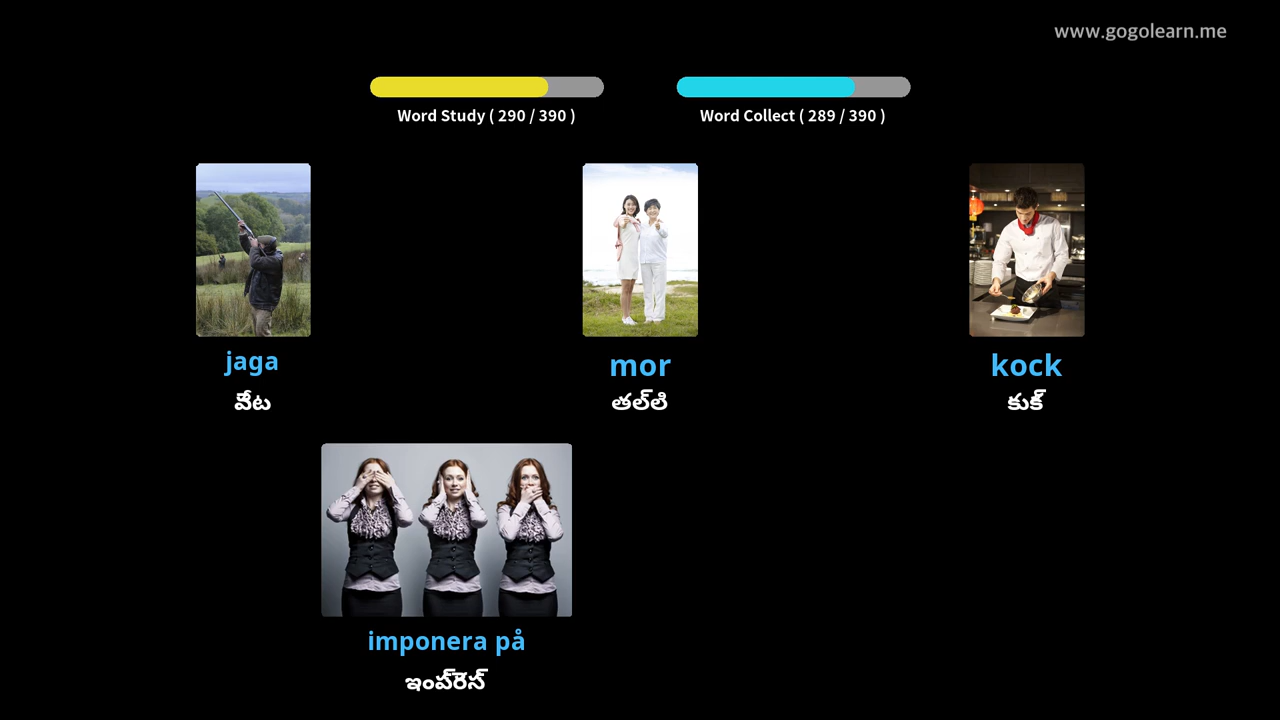 www.gogolearn.me
Word Study ( 290 / 390 )
Word Collect ( 289 / 390 )
jaga
వేట
mor
తల్లి
kock
కుక్
imponera på
ఇంప్రెస్